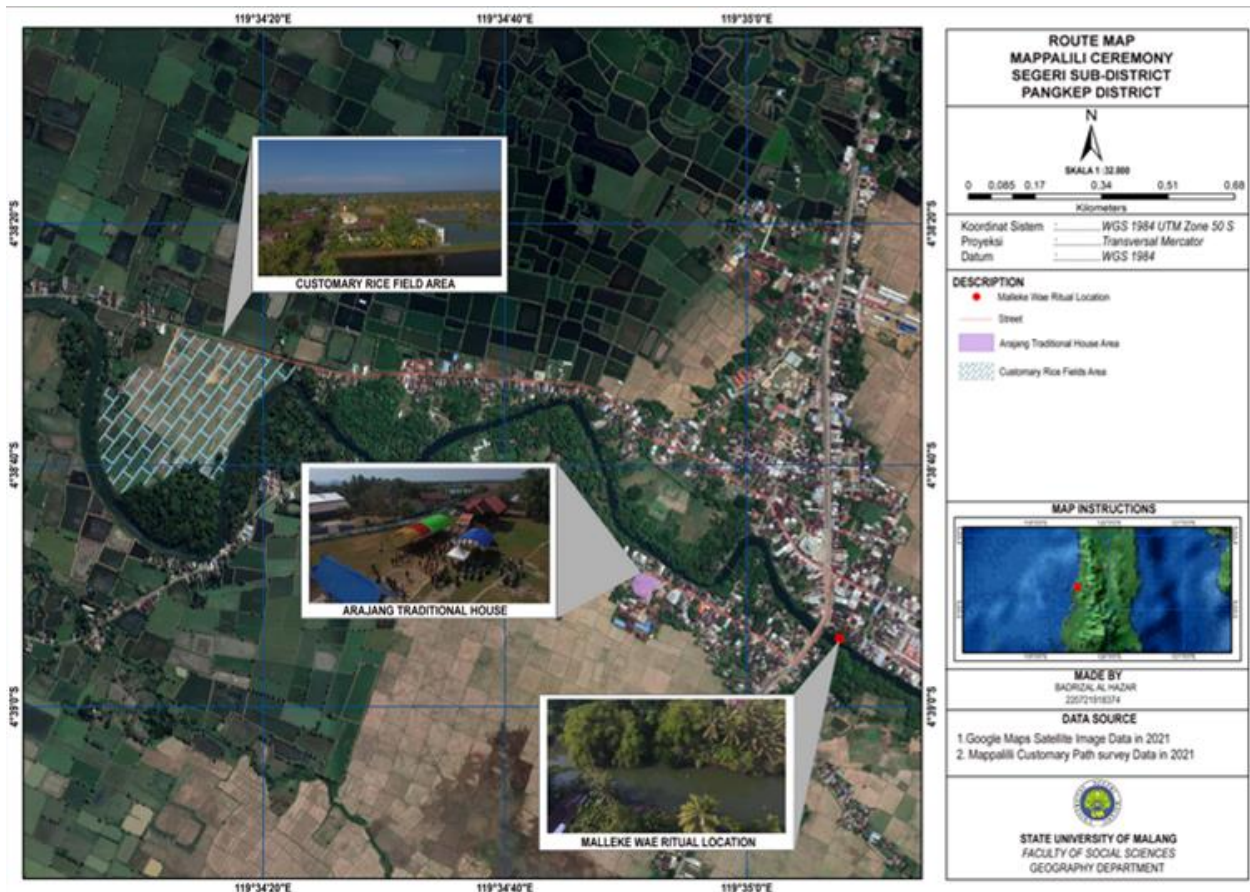 119°34'20"E 119°34'40"E 119°35'0"E
4°38'20"S
4°38'40"S
4°39'0"S
CUSTOMARY RICE FIELD AREA
ARAJANG TRADITIONAL HOUSE
MALLEKE WAE RITUAL LOCATION
4°38'20"S
4°38'40"S
4°39'0"S
119°34'20"E 119°34'40"E 119°35'0"E
ROUTE MAP
MAPPALILI CEREMONY
SEGERI SUB-DISTRICT
PANGKEP DISTRICT
N
SKALA 1 :32.000
0 0,085 0,17 0,34 0,51 0,68
Kilometers
Koordinat Sistem : WGS 1984 UTM Zone 50 S
Proyeksi : Transversal Mercator
Datum : WGS 1984
DESCRIPTION
Malleke Wae Ritual Location
Street
Arajang Traditional House Area
Customary Rice Fields Area
MAP INSTRUCTIONS
MADE BY
BADRIZAL AL HAZAR
220721918374
DATA SOURCE
1.Google Maps Satellite Image Data in 2021
2. Mappalilli Customary Path survey Data in 2021
STATE UNIVERSITY OF MALANG
FACULTY OF SOCIAL SCIENCES
GEOGRAPHY DEPARTMENT